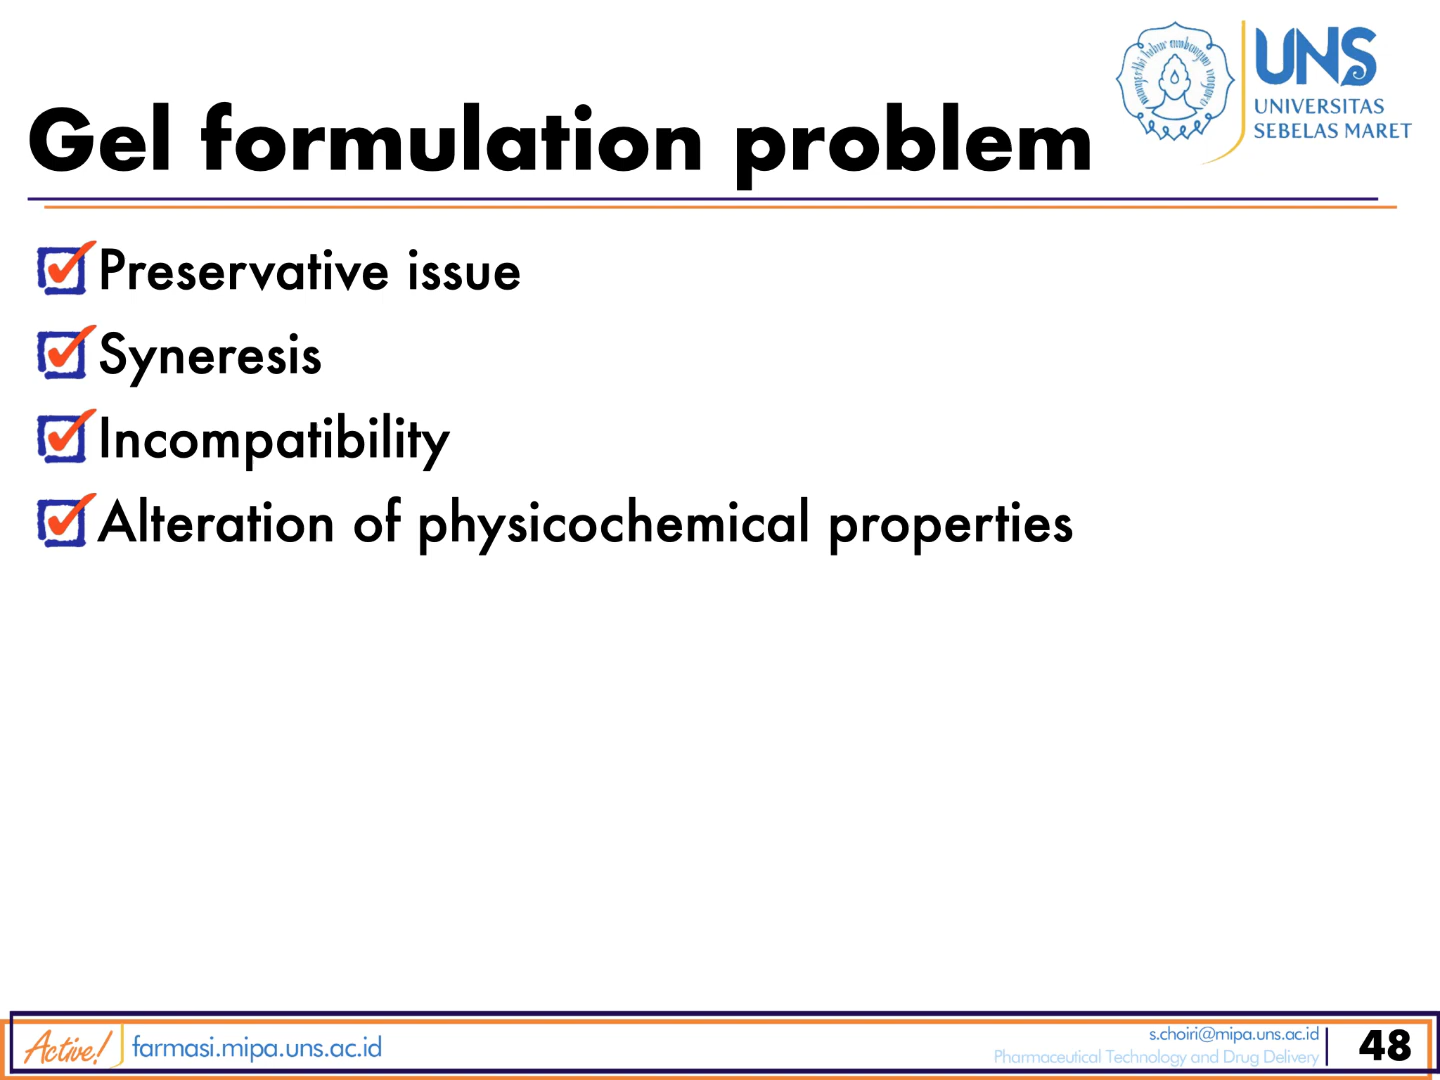 UNS
UNIVERSITAS
SEBELAS MARET
Gel formulation problem
Preservative issue
Syneresis
Incompatibility
Alteration of physicochemical properties
Active!
farmasi.mipa.uns.ac.id
s.choiri@mipa.uns.ac.id
Pharmaceutical Technology and Drug Delivery
48